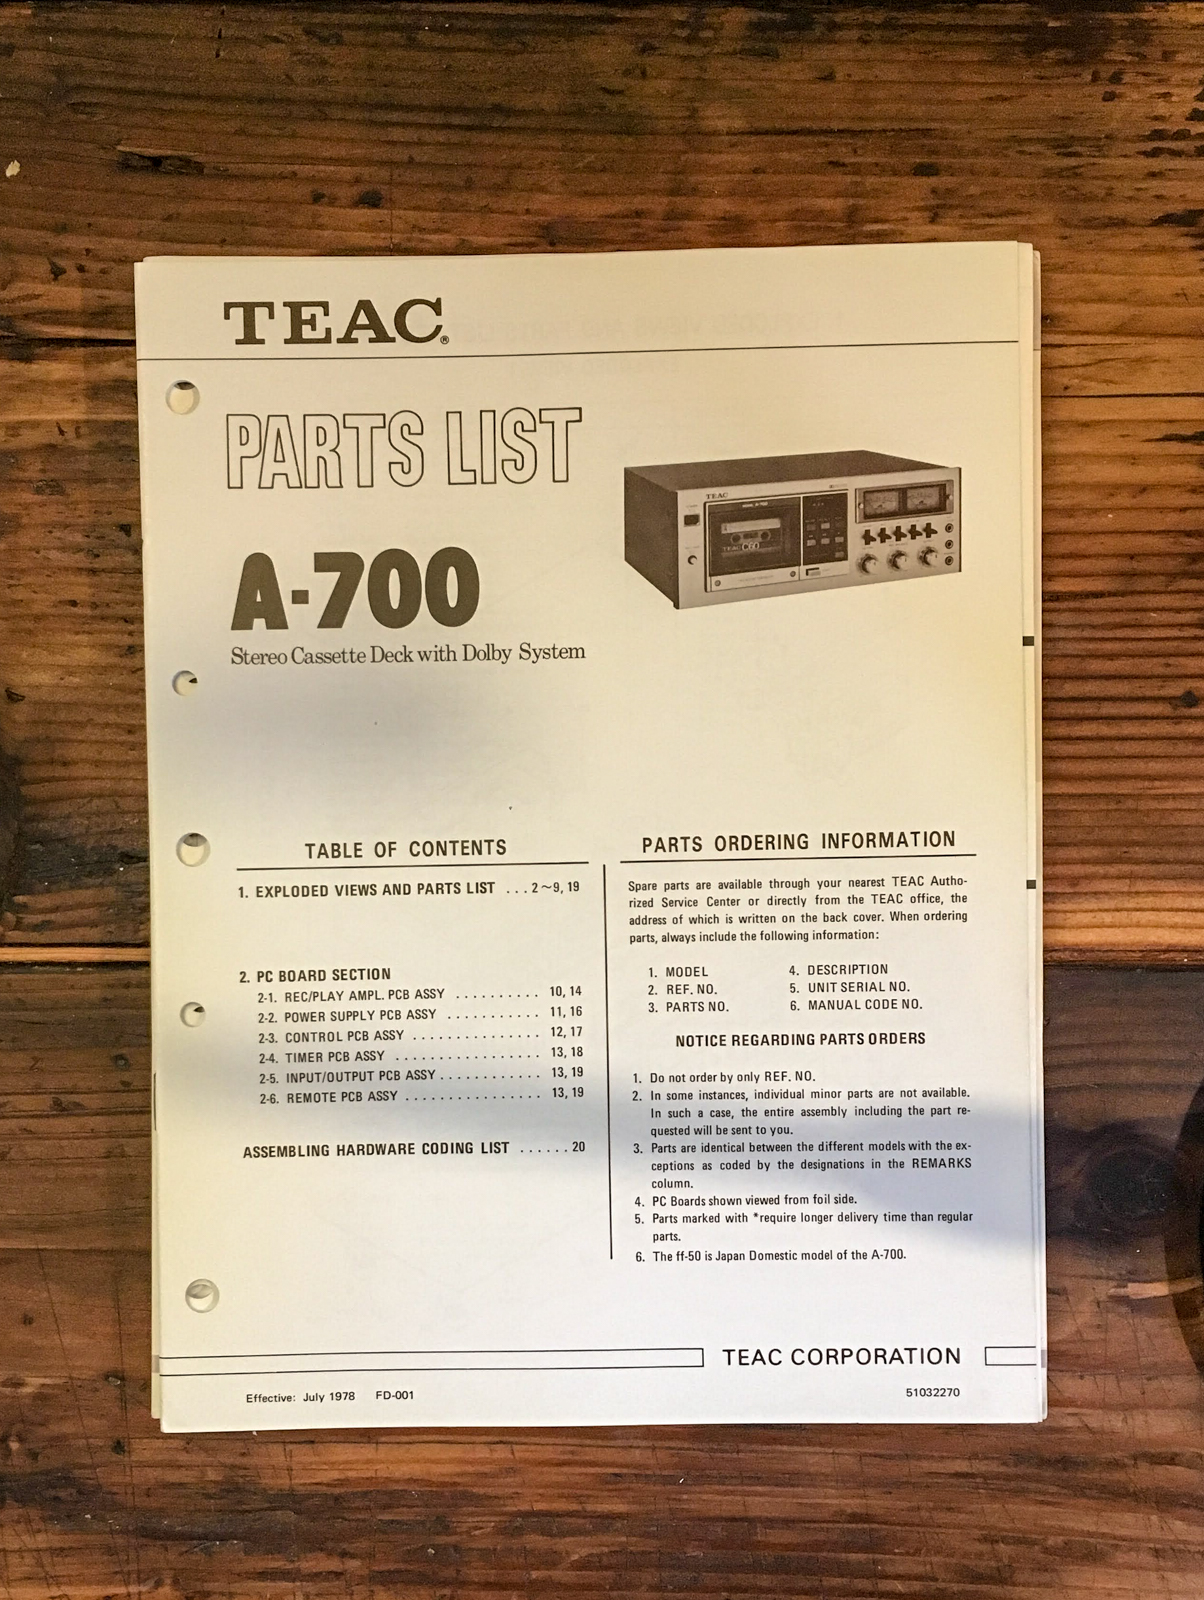 TEAC®
PARTS LIST
A-700
Stereo Cassette Deck with Dolby System
TEAC
TEAC C60
TABLE OF CONTENTS
1. EXPLODED VIEWS AND PARTS LIST ... 2~9, 19
2. PC BOARD SECTION
2-1. REC/PLAY AMPL. PCB ASSY .......... 10, 14
2-2. POWER SUPPLY PCB ASSY ........... 11, 16
2-3. CONTROL PCB ASSY ............... 12, 17
2-4. TIMER PCB ASSY ................. 13, 18
2-5. INPUT/OUTPUT PCB ASSY............ 13, 19
2-6. REMOTE PCB ASSY ................ 13, 19
ASSEMBLING HARDWARE CODING LIST ...... 20
PARTS ORDERING INFORMATION
Spare parts are available through your nearest TEAC Autho-
rized Service Center or directly from the TEAC office, the
address of which is written on the back cover. When ordering
parts, always include the following information:
1. MODEL
2. REF. NO.
3. PARTS NO.
4. DESCRIPTION
5. UNIT SERIAL NO.
6. MANUAL CODE NO.
NOTICE REGARDING PARTS ORDERS
1. Do not order by only REF. NO.
2. In some instances, individual minor parts are not available.
In such a case, the entire assembly including the part re-
quested will be sent to you.
3. Parts are identical between the different models with the ex-
ceptions as coded by the designations in the REMARKS
column.
4. PC Boards shown viewed from foil side.
5. Parts marked with *require longer delivery time than regular
parts.
6. The ff-50 is Japan Domestic model of the A-700.
TEAC CORPORATION
Effective: July 1978 FD-001
51032270